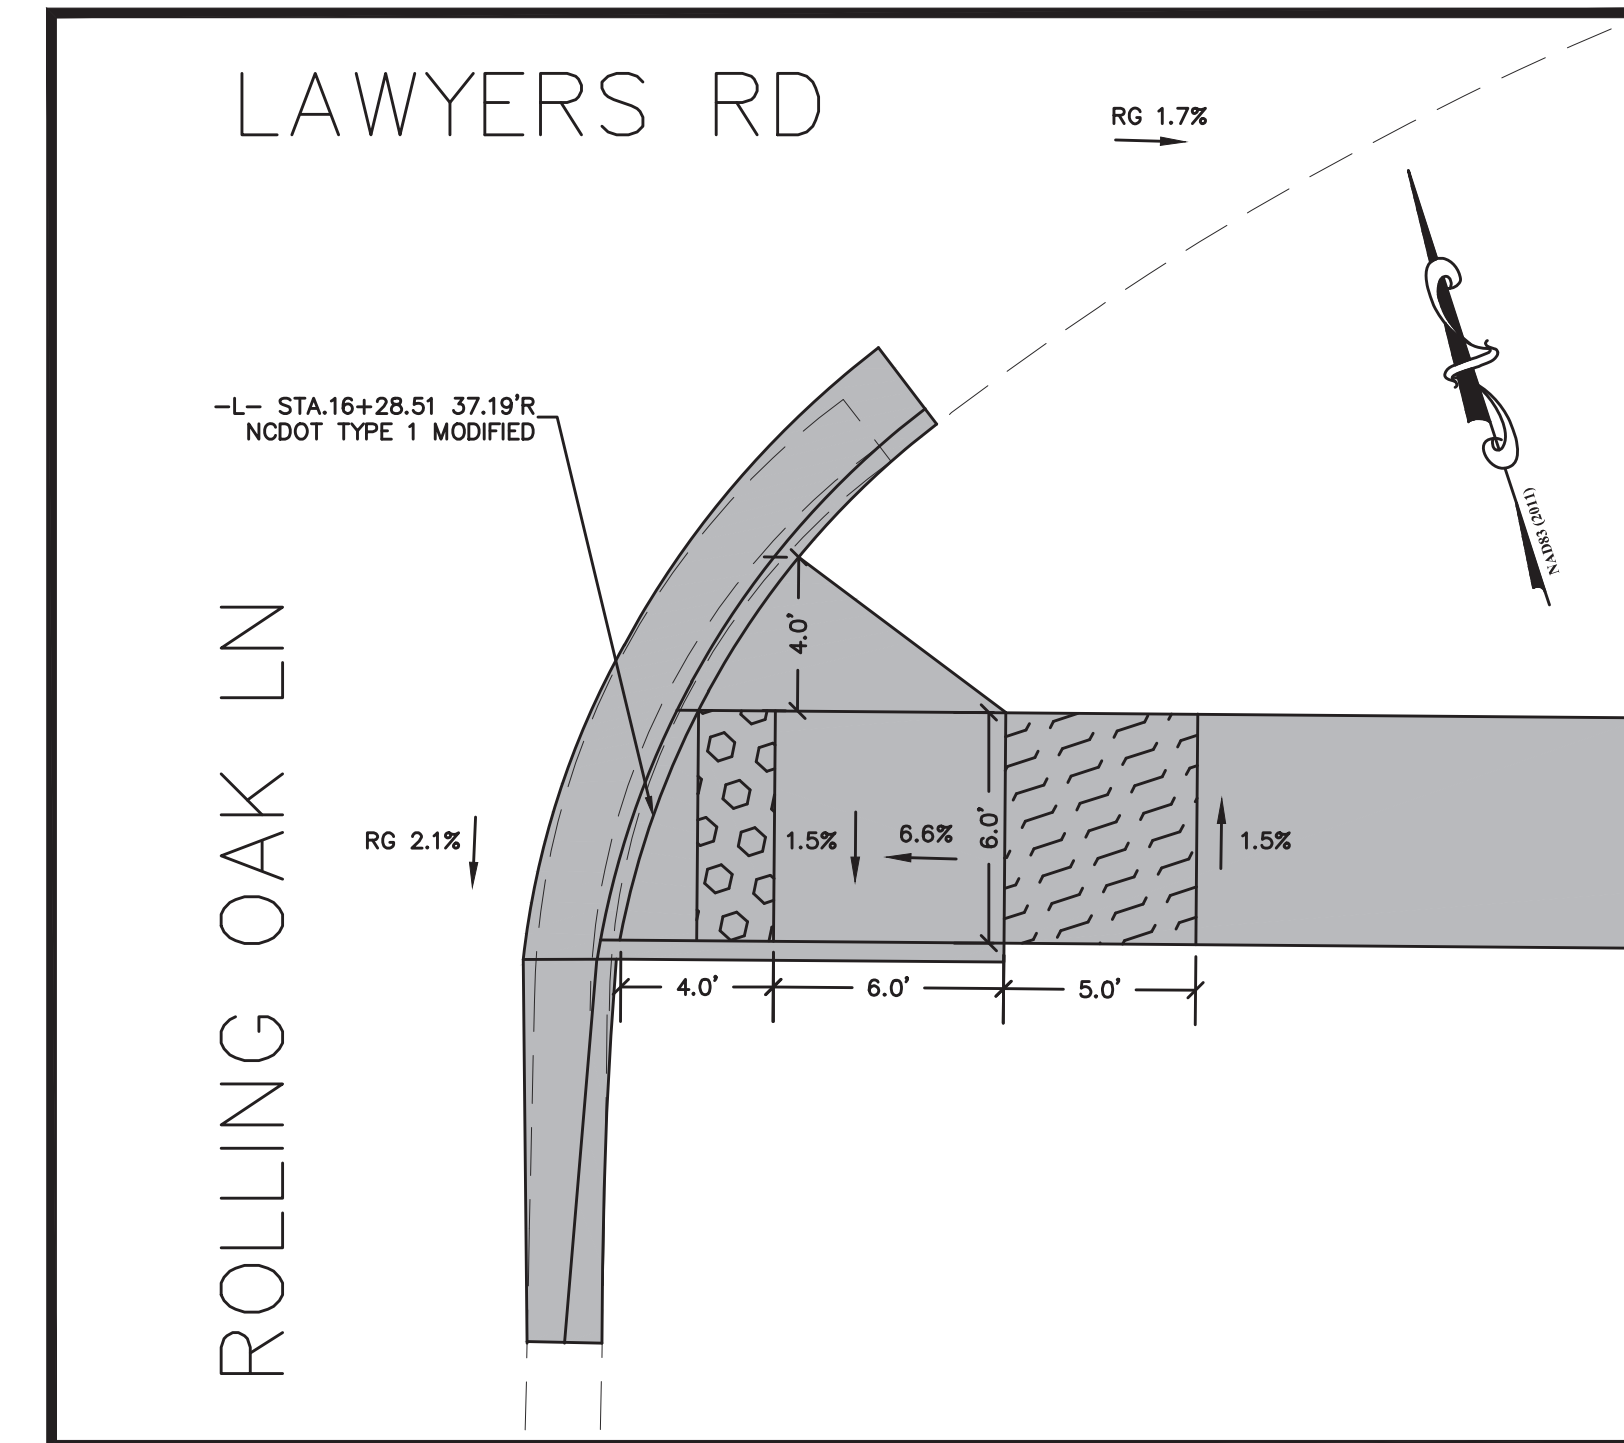 LAWYERS RD
RG 1.7%
-L- STA.16+28.51 37.19'R
NCDOT TYPE 1 MODIFIED
NAD83 (2011)
ROLLING OAK LN
4.0'
RG 2.1%
1.5%
6.6%
6.0'
1.5%
4.0'
6.0'
5.0'